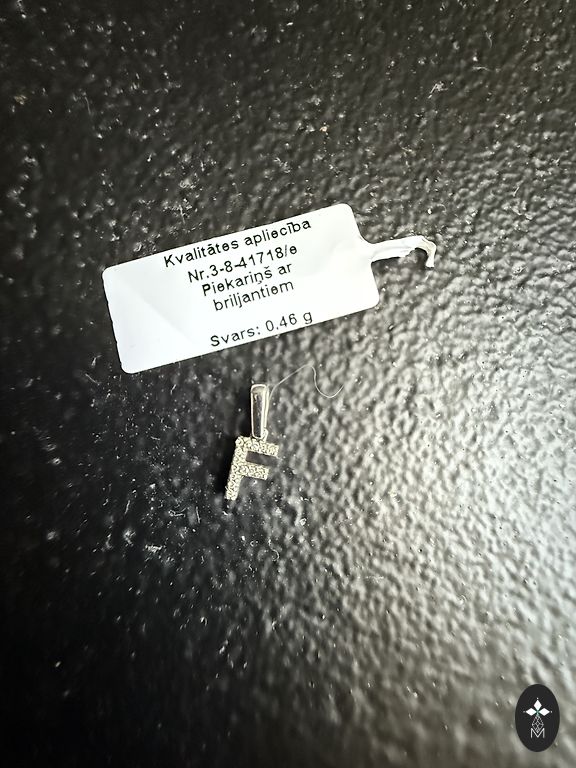 Kvalitātes apliecība
Nr.3-8-41718/e
Piekariņš ar
briljantiem
Svars: 0,46 g
F
M